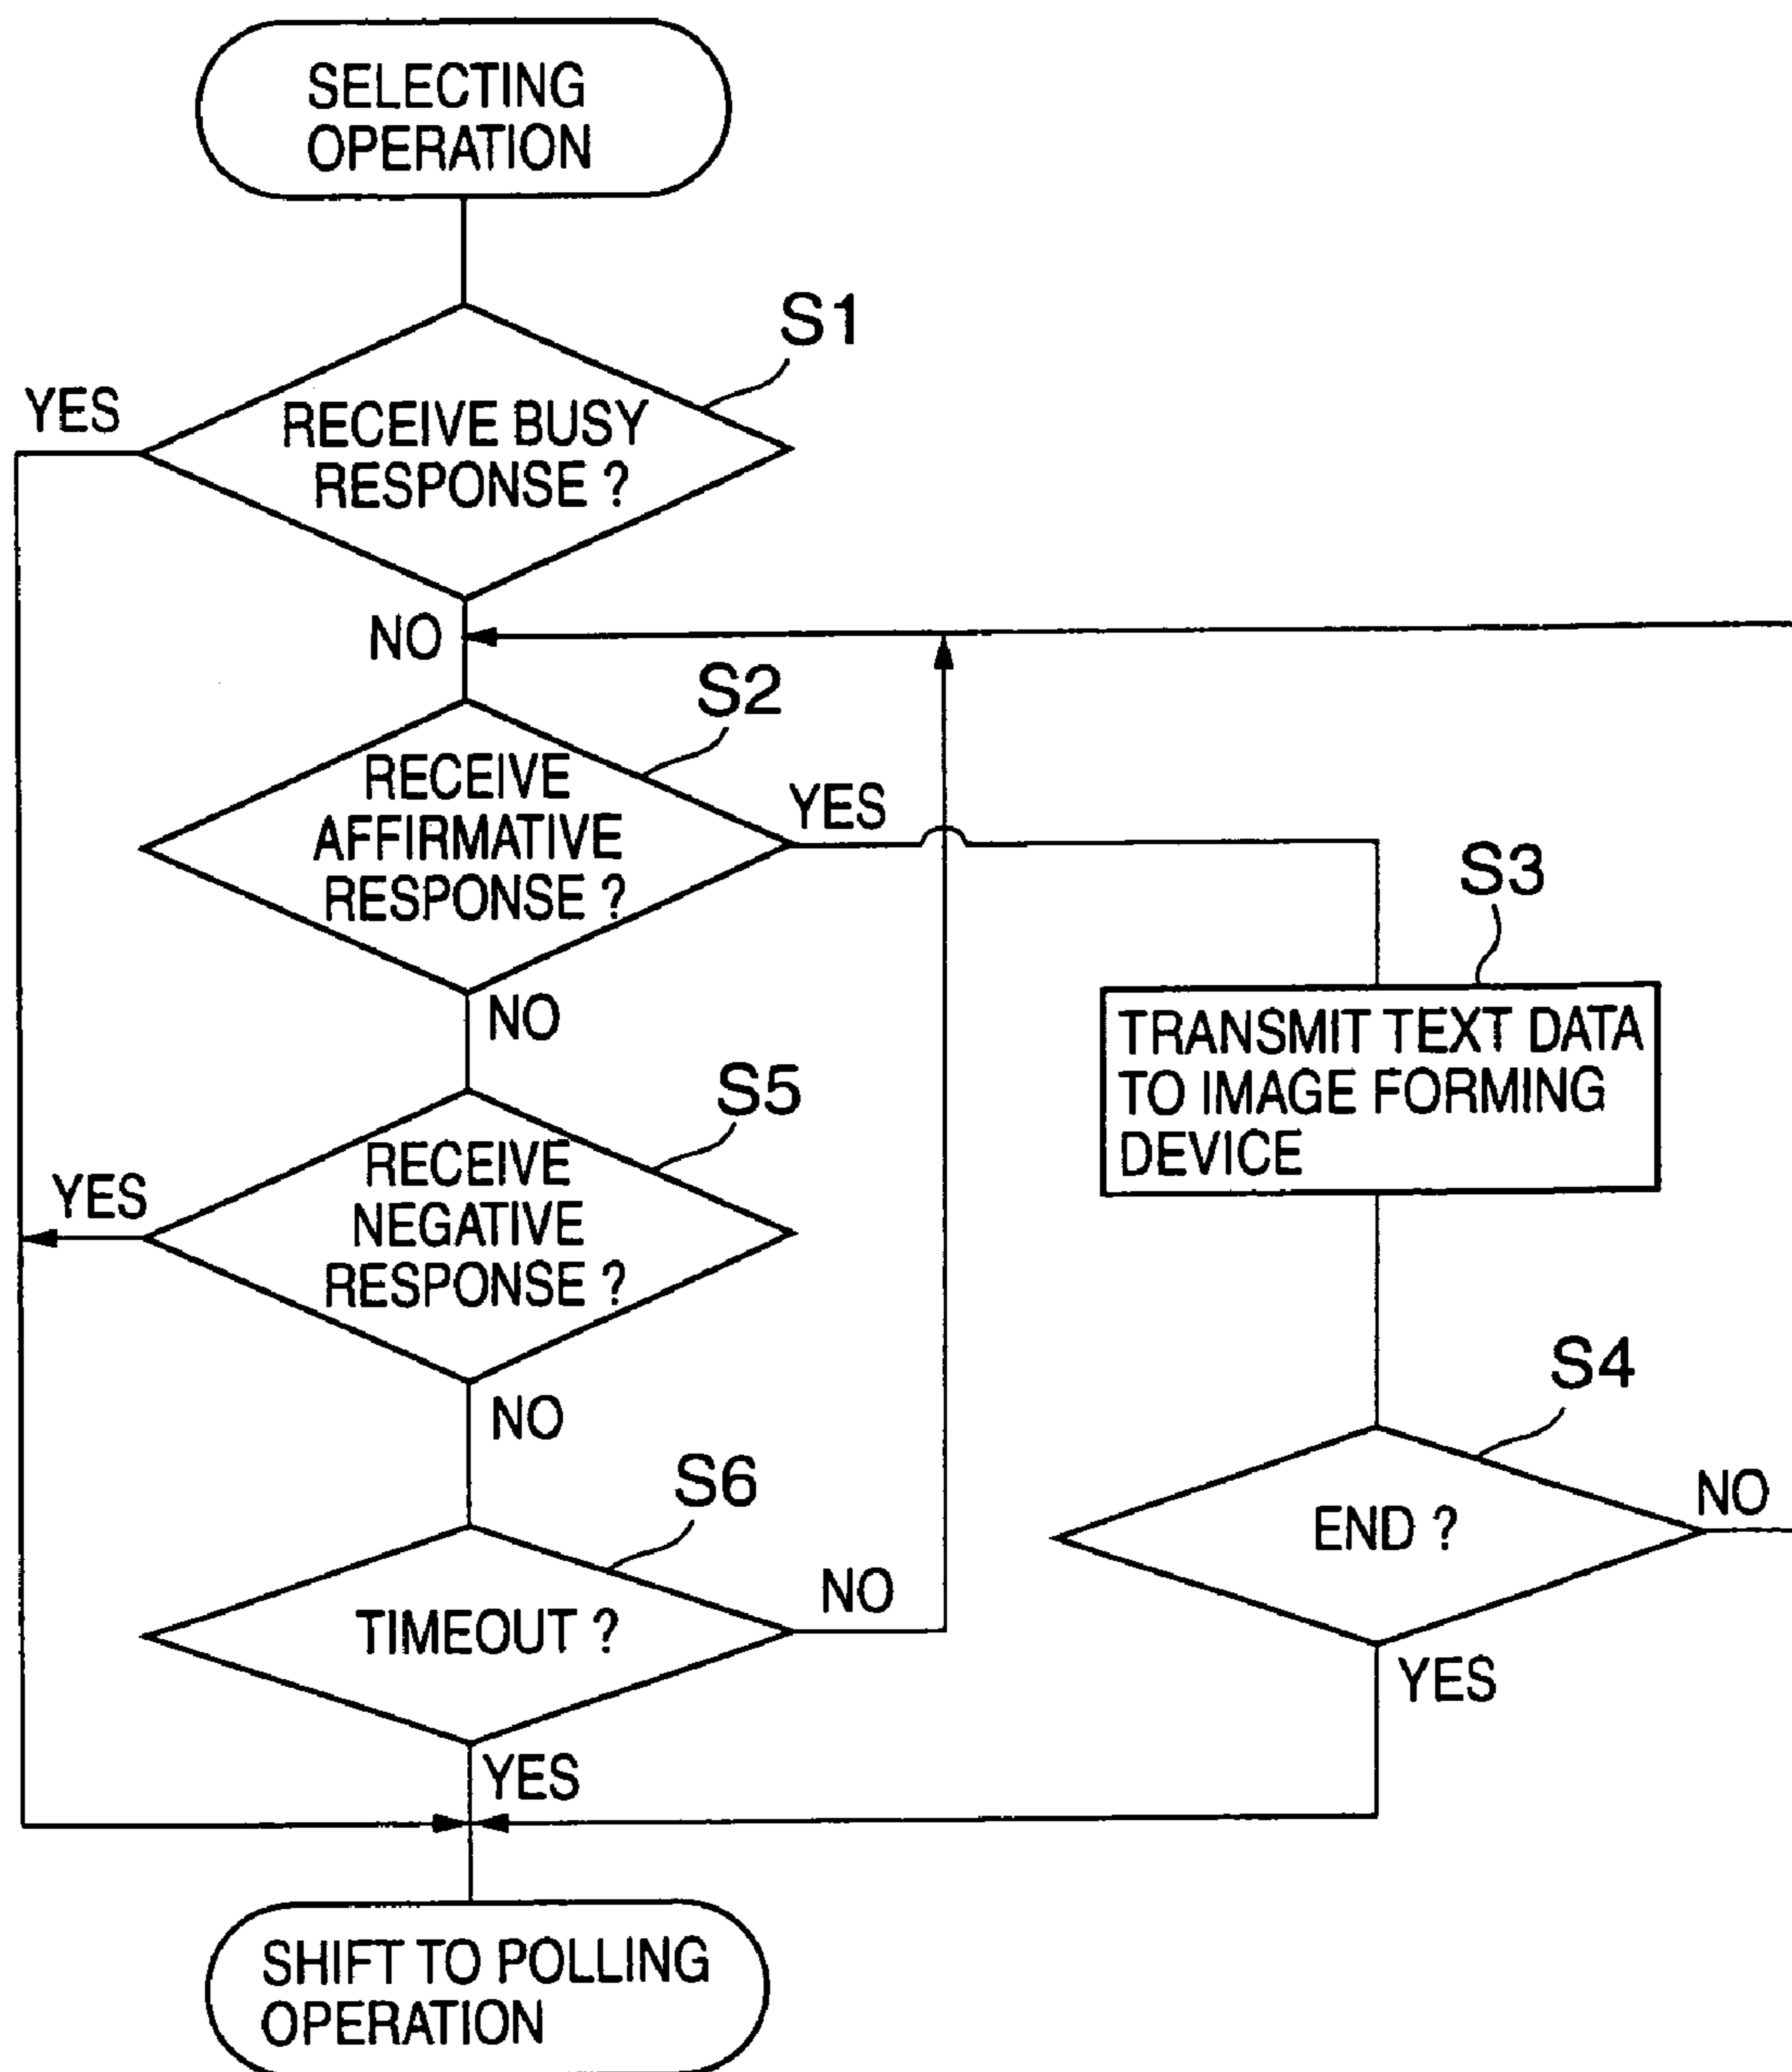 SELECTING
OPERATION
S1
YES
RECEIVE BUSY
RESPONSE ?
NO
S2
RECEIVE
AFFIRMATIVE
RESPONSE ?
YES
S3
NO
TRANSMIT TEXT DATA
TO IMAGE FORMING
DEVICE
S5
RECEIVE
NEGATIVE
RESPONSE ?
YES
S4
NO
END ?
NO
S6
TIMEOUT ?
NO
YES
YES
SHIFT TO POLLING
OPERATION